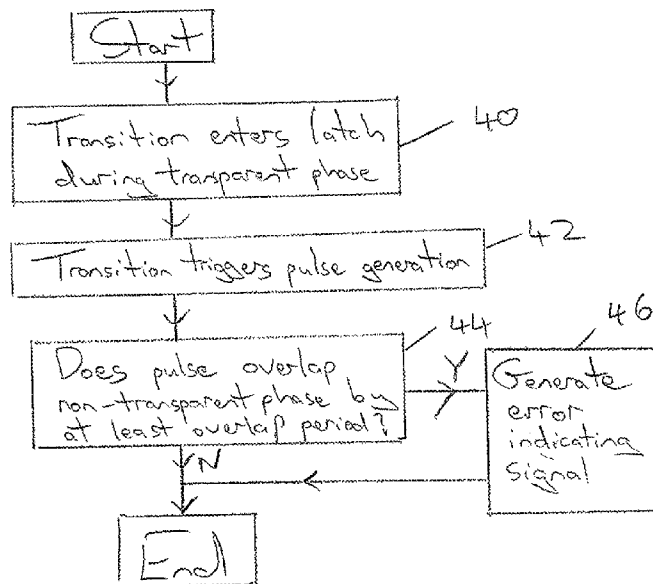 Start
Transition enters latch
during transparent phase
40
Transition triggers pulse generation
42
Does pulse overlap
non-transparent phase by
at least overlap period?
44
Y
N
Generate
error
indicating
signal
46
End